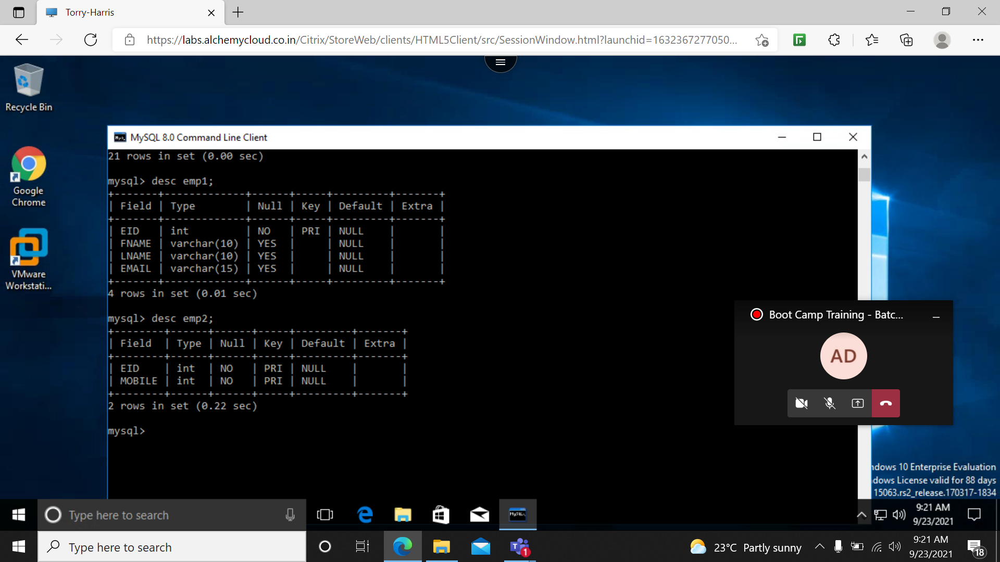 Torry-Harris
https://labs.alchemycloud.co.in/Citrix/StoreWeb/clients/HTML5Client/src/SessionWindow.html?launchid=1632367277050...
Recycle Bin
Google
Chrome
VMware
Workstati...
MySQL 8.0 Command Line Client
21 rows in set (0.00 sec)
mysql> desc emp1;
+-------+-------------+------+-----+---------+-------+
| Field | Type        | Null | Key | Default | Extra |
+-------+-------------+------+-----+---------+-------+
| EID   | int         | NO   | PRI | NULL    |       |
| FNAME | varchar(10) | YES  |     | NULL    |       |
| LNAME | varchar(10) | YES  |     | NULL    |       |
| EMAIL | varchar(15) | YES  |     | NULL    |       |
+-------+-------------+------+-----+---------+-------+
4 rows in set (0.01 sec)
mysql> desc emp2;
+--------+------+------+-----+---------+-------+
| Field  | Type | Null | Key | Default | Extra |
+--------+------+------+-----+---------+-------+
| EID    | int  | NO   | PRI | NULL    |       |
| MOBILE | int  | NO   | PRI | NULL    |       |
+--------+------+------+-----+---------+-------+
2 rows in set (0.22 sec)
mysql>
Boot Camp Training - Batc...
AD
ndows 10 Enterprise Evaluation
dows License valid for 88 days
15063.rs2_release.170317-1834
Type here to search
9:21 AM
9/23/2021
Type here to search
1
23°C Partly sunny
9:21 AM
9/23/2021
18